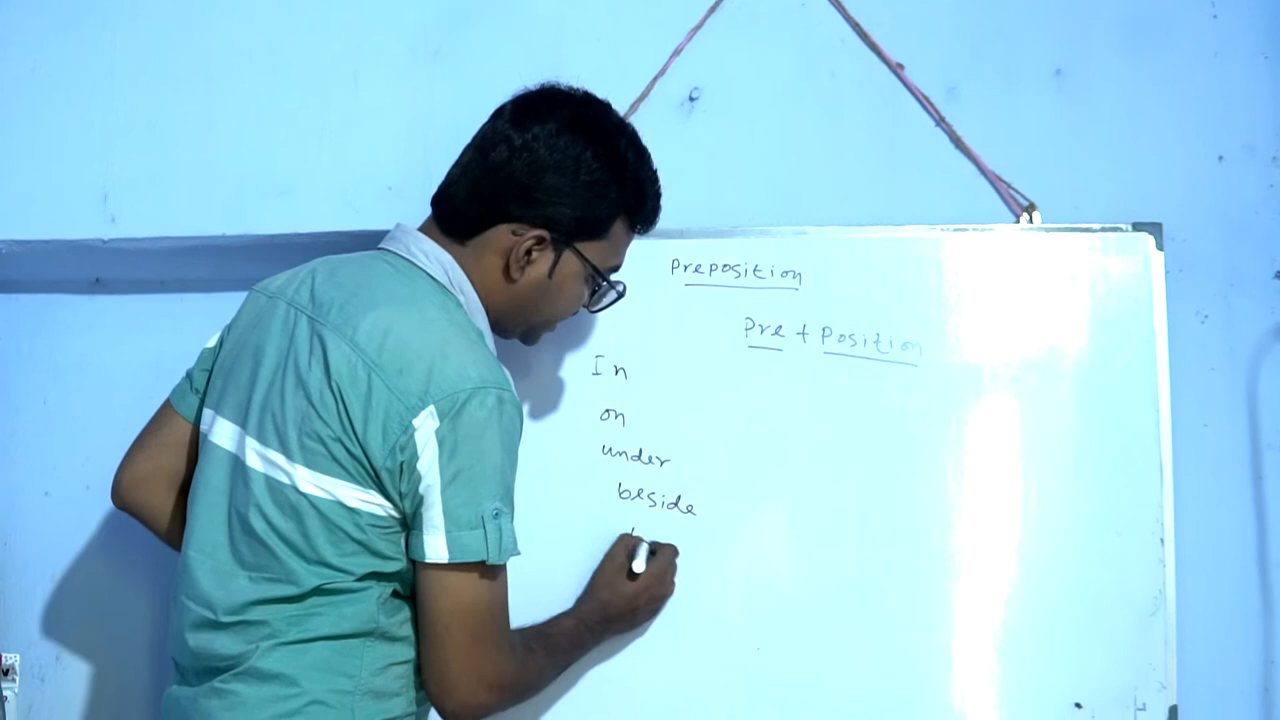 Preposition
Pre + Position
In
on
under
beside